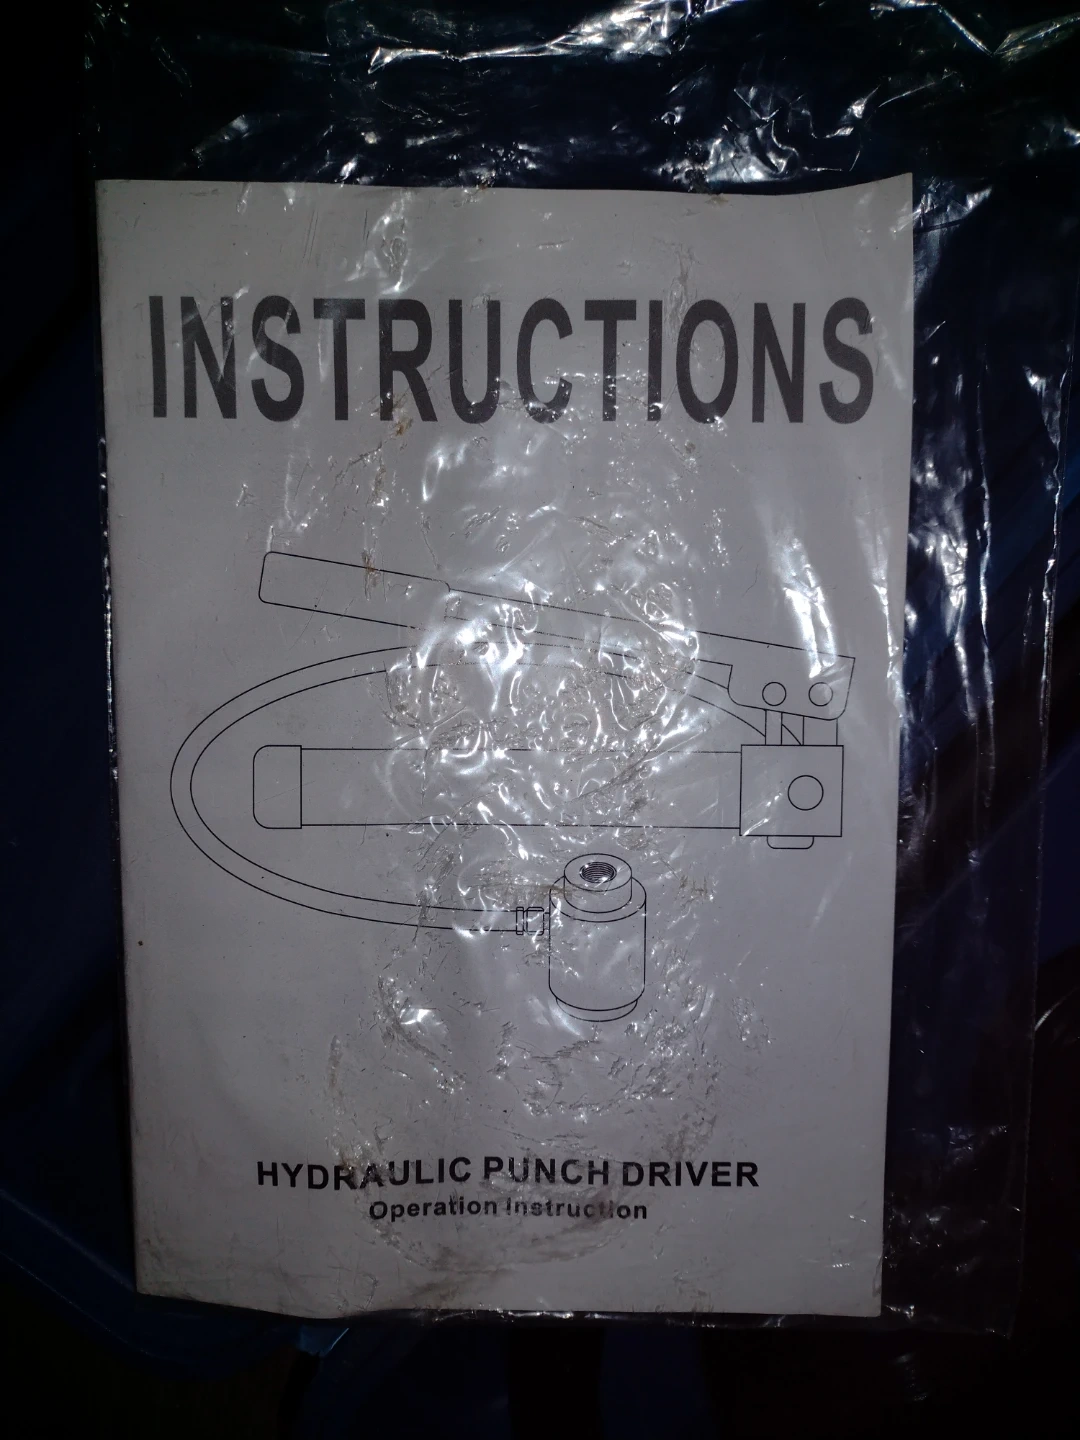 INSTRUCTIONS
HYDRAULIC PUNCH DRIVER
Operation Instruction